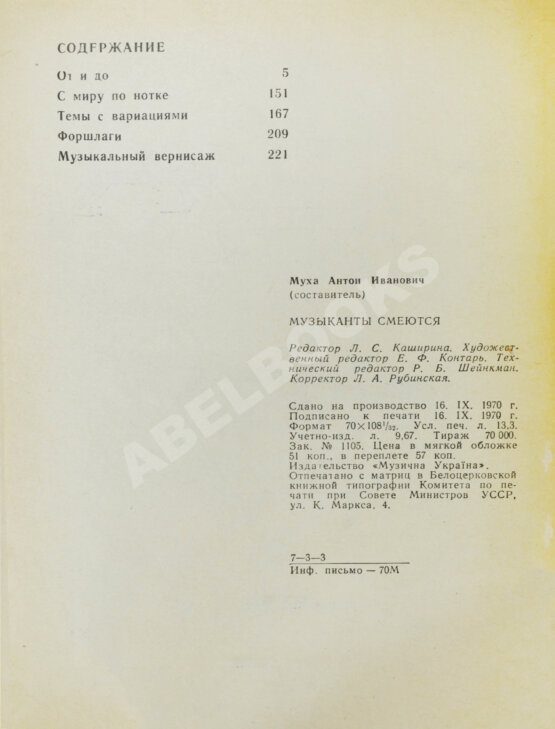 СОДЕРЖАНИЕ
От и до 5
С миру по нотке 151
Темы с вариациями 167
Форшлаги 209
Музыкальный вернисаж 221
Муха Антон Иванович
(составитель)
МУЗЫКАНТЫ СМЕЮТСЯ
Редактор Л. С. Каширина. Художест-
венный редактор Е. Ф. Контарь. Тех-
нический редактор Р. Б. Шейнкман.
Корректор Л. А. Рубинская.
Сдано на производство 16. IX. 1970 г.
Подписано к печати 16. IX. 1970 г.
Формат 70×108¹/₃₂. Усл. печ. л. 13,3.
Учетно-изд. л. 9,67. Тираж 70 000.
Зак. № 1105. Цена в мягкой обложке
51 коп., в переплете 57 коп.
Издательство «Музична Україна».
Отпечатано с матриц в Белоцерковской
книжной типографии Комитета по пе-
чати при Совете Министров УССР,
ул. К. Маркса, 4.
7—3—3
Инф. письмо — 70М
ABELBOOKS